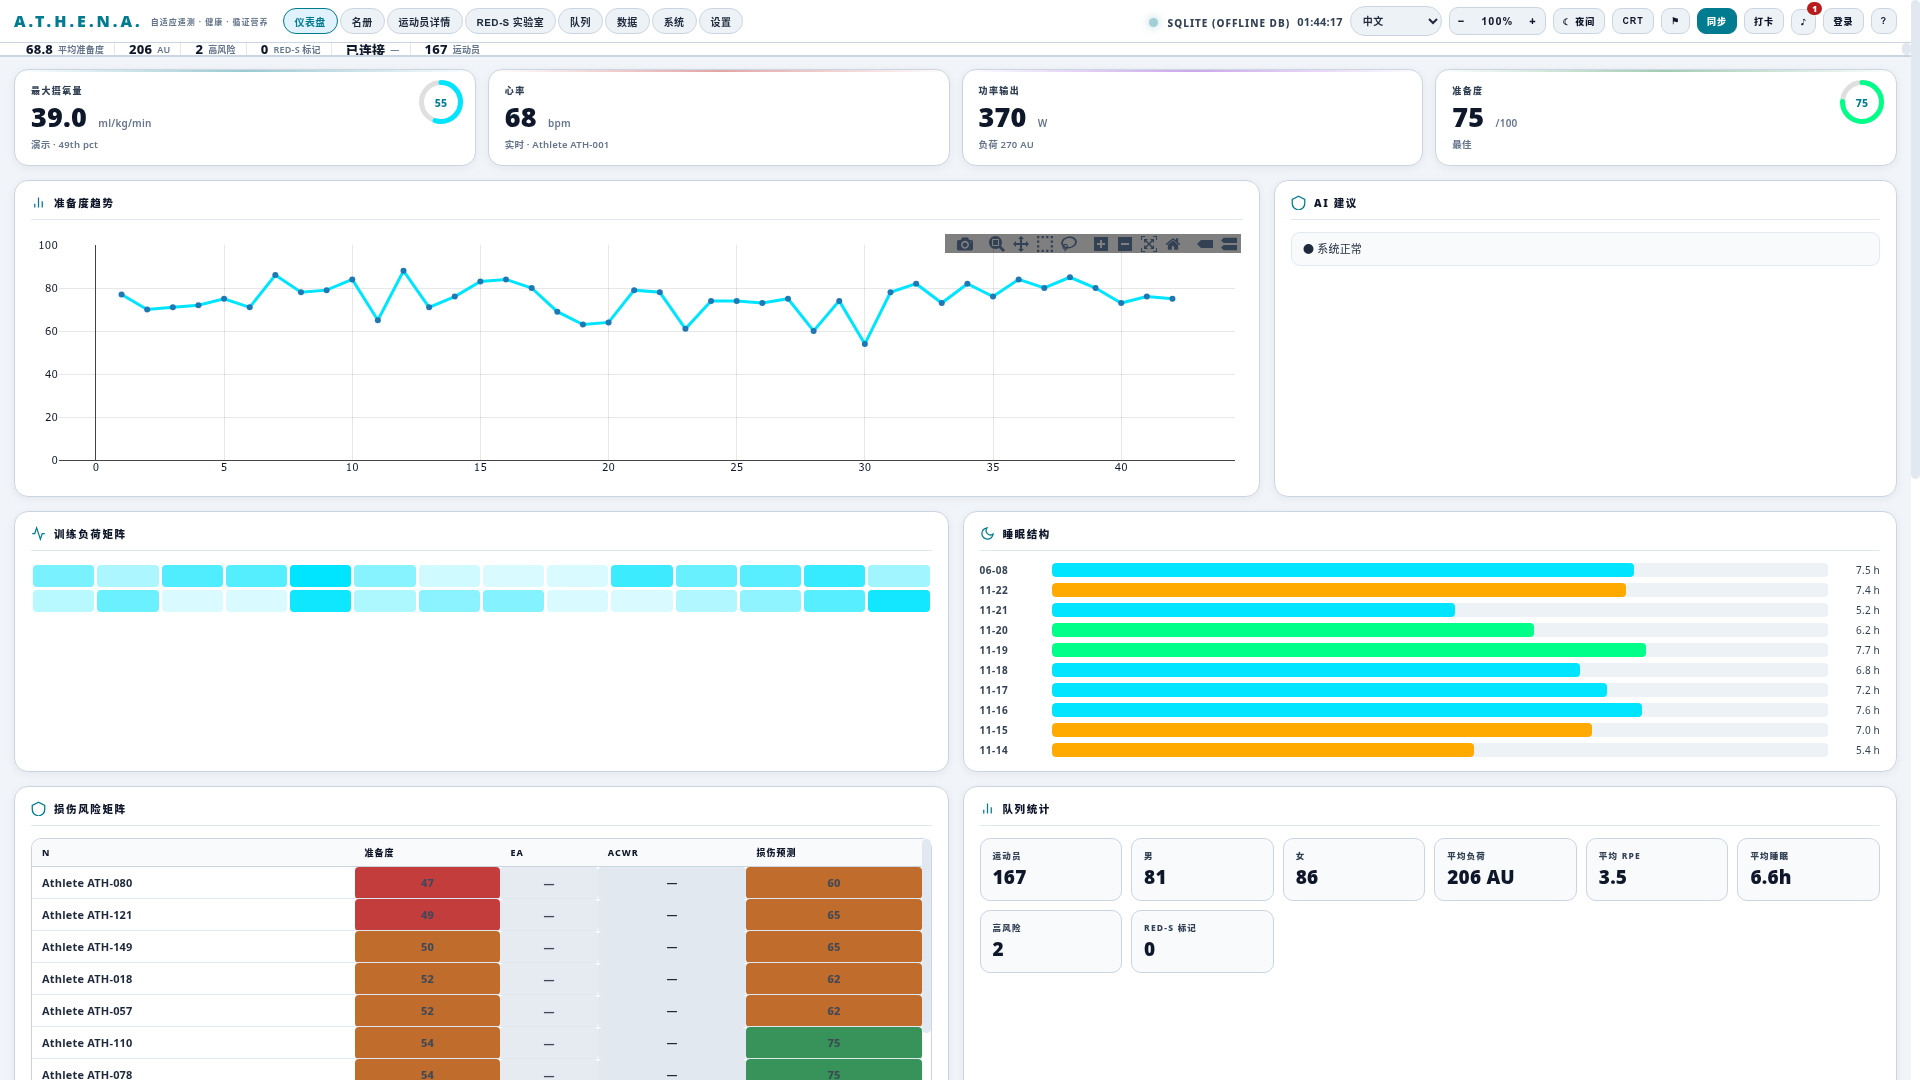 A.T.H.E.N.A. 自适应遥测 · 健康 · 循证营养 仪表盘 名册 运动员详情 RED-S 实验室 队列 数据 系统 设置 SQLITE (OFFLINE DB) 01:44:17 中文 − 100% + ☾ 夜间 CRT ⚑ 同步 打卡 ♪ 1 登录 ?
68.8 平均准备度 206 AU 2 高风险 0 RED-S 标记 已连接 — 167 运动员
最大摄氧量
39.0 ml/kg/min
演示 · 49th pct
55
心率
68 bpm
实时 · Athlete ATH-001
功率输出
370 W
负荷 270 AU
准备度
75 /100
最佳
75
准备度趋势
100
80
60
40
20
0
0 5 10 15 20 25 30 35 40
AI 建议
● 系统正常
训练负荷矩阵
睡眠结构
06-08 7.5 h
11-22 7.4 h
11-21 5.2 h
11-20 6.2 h
11-19 7.7 h
11-18 6.8 h
11-17 7.2 h
11-16 7.6 h
11-15 7.0 h
11-14 5.4 h
损伤风险矩阵
N 准备度 EA ACWR 损伤预测
Athlete ATH-080 47 — — 60
Athlete ATH-121 49 — — 65
Athlete ATH-149 50 — — 65
Athlete ATH-018 52 — — 62
Athlete ATH-057 52 — — 62
Athlete ATH-110 54 — — 75
Athlete ATH-078 54 — — 75
队列统计
运动员
167
男
81
女
86
平均负荷
206 AU
平均 RPE
3.5
平均睡眠
6.6h
高风险
2
RED-S 标记
0